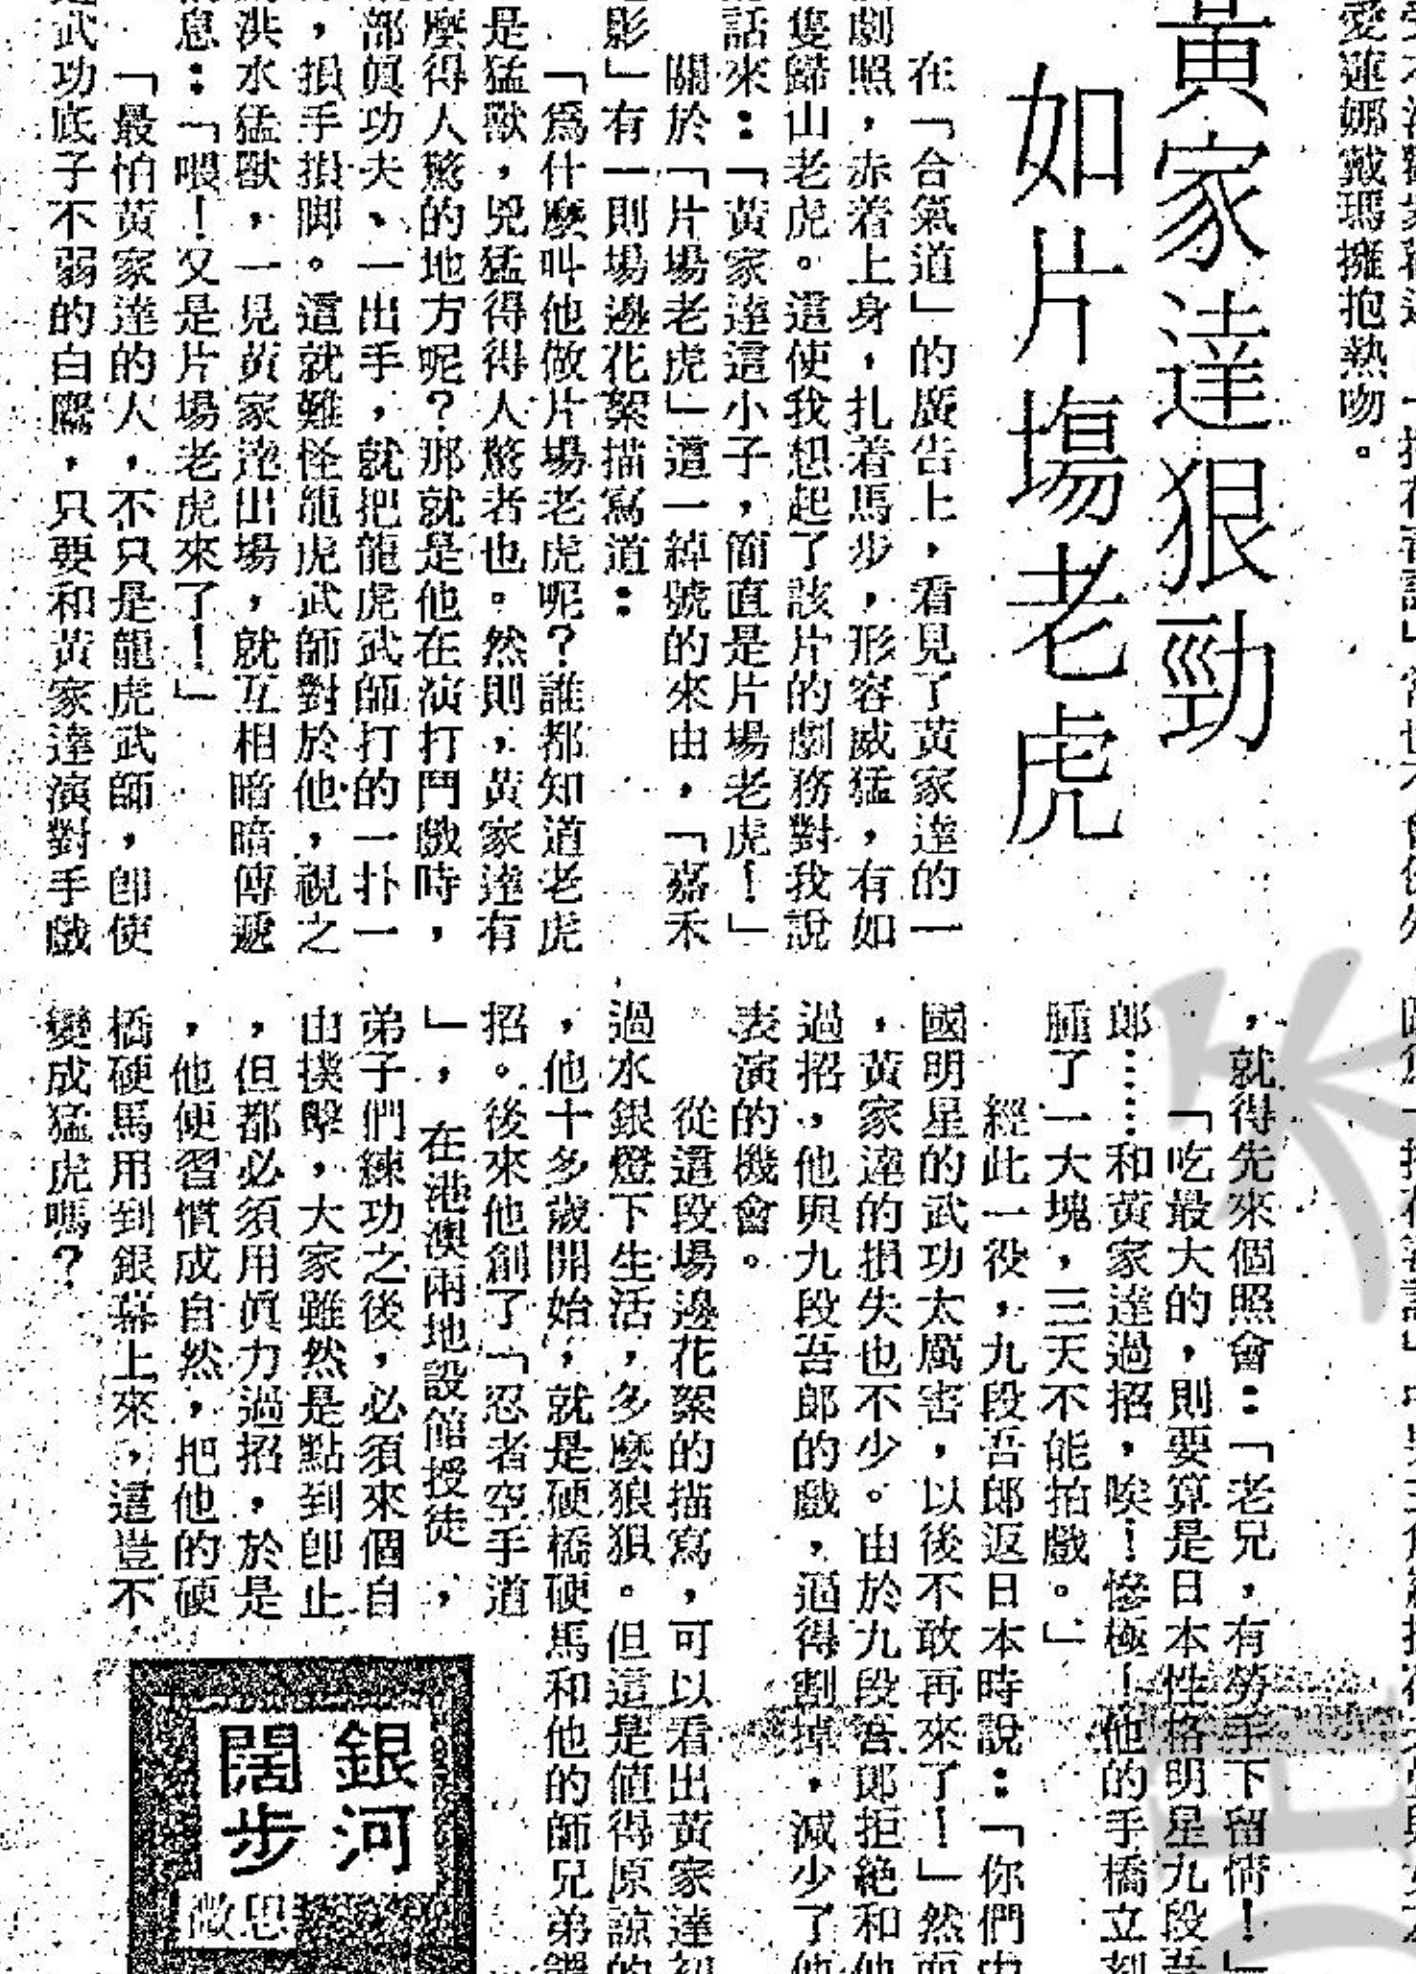 愛蓮娜戴瑪擁抱熱吻。
黃家達狠勁
如片塲老虎
在「合氣道」的廣告上，看見了黃家達的一
劇照，赤着上身，扎着馬步，形容威猛，有如
隻歸山老虎。這使我想起了該片的劇務對我說
話來：「黃家達這小子，簡直是片場老虎！」
關於「片場老虎」這一綽號的來由，「嘉禾
影」有一則場邊花絮描寫道：
「爲什麽叫他做片場老虎呢？誰都知道老虎
是猛獸，兇猛得得人驚者也。然則，黃家達有
麽得人驚的地方呢？那就是他在演打鬥戲時，
部眞功夫、一出手，就把龍虎武師打的一扑一
，損手損脚。這就難怪龍虎武師對於他，視之
洪水猛獸，一見黃家達出場，就互相暗暗傳遞
息：「喂！又是片場老虎來了！」
「最怕黃家達的人，不只是龍虎武師，卽使
武功底子不弱的白鷹，只要和黃家達演對手戲
，就得先來個照會：「老兄，有勞手下留情！」
「吃最大的，則要算是日本性格明星九段吾
郎……和黃家達過招，唉！慘極！他的手橋立刻
腫了一大塊，三天不能拍戲。」
經此一役，九段吾郎返日本時說：「你們中
國明星的武功太厲害，以後不敢再來了！」然而
，黃家達的損失也不少。由於九段吾郎拒絕和他
過招，他與九段吾郎的戲，逼得割掉，減少了他
表演的機會。
從這段場邊花絮的描寫，可以看出黃家達初
過水銀燈下生活，多麽狼狽。但這是值得原諒的
，他十多歲開始，就是硬橋硬馬和他的師兄弟
招。後來他創了「忍者空手道
」，在港澳兩地設館授徒，
弟子們練功之後，必須來個自
由撲擊，大家雖然是點到卽止
，但都必須用眞力過招，於是
，他便習慣成自然，把他的硬
橋硬馬用到銀幕上來，這豈不
變成猛虎嗎？
銀河
闊步
微思